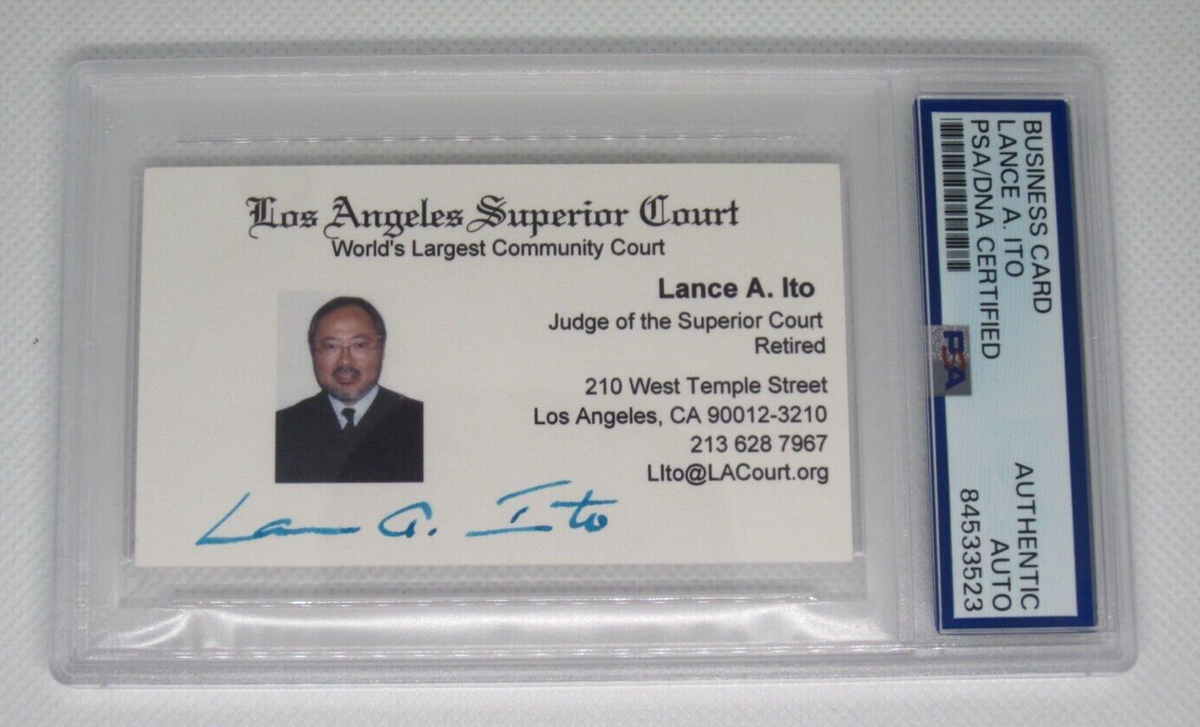 Los Angeles Superior Court
World's Largest Community Court
Lance A. Ito
Judge of the Superior Court
Retired
210 West Temple Street
Los Angeles, CA 90012-3210
213 628 7967
LIto@LACourt.org
Lance A. Ito
BUSINESS CARD
LANCE A. ITO
PSA/DNA CERTIFIED
PSA
AUTHENTIC
AUTO
84533523